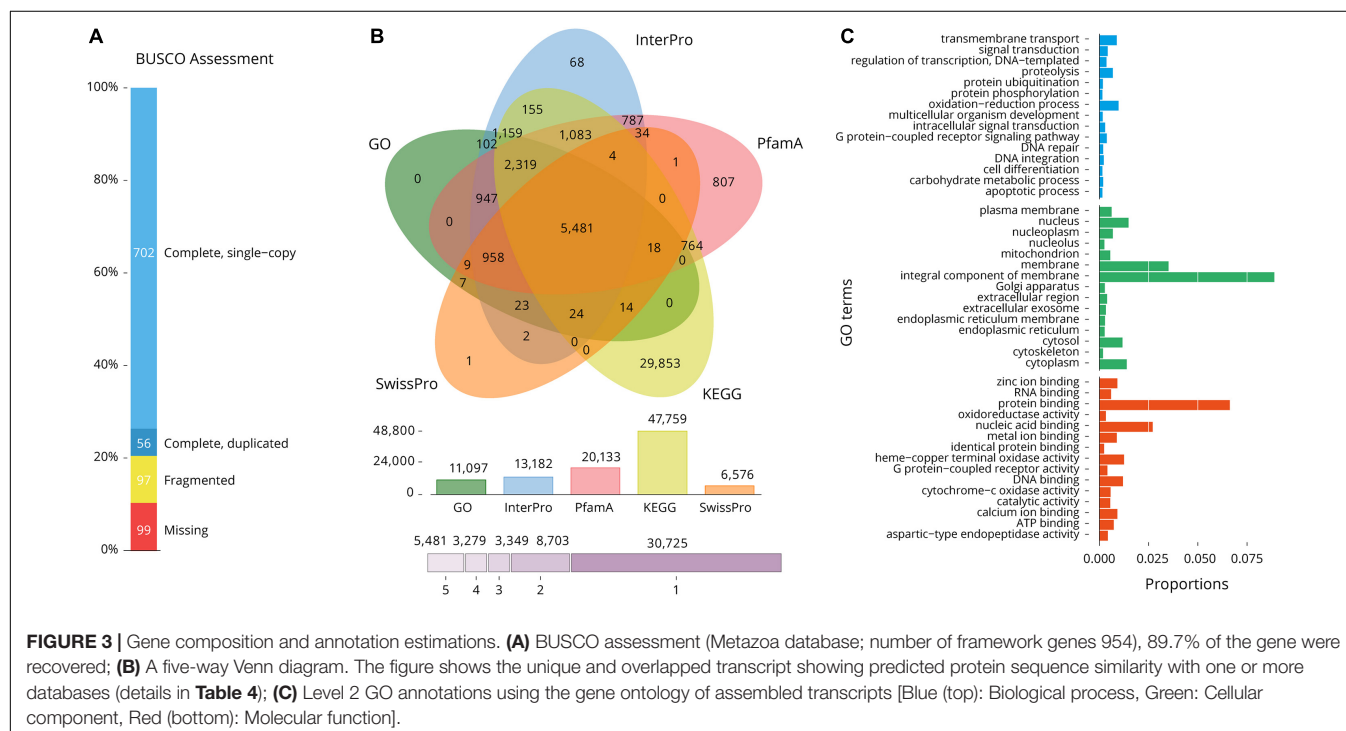 A
BUSCO Assessment
100%
80%
60%
40%
20%
0%
702
Complete, single−copy
56
Complete, duplicated
97
Fragmented
99
Missing
B
InterPro
68
GO
PfamA
155
787
1,159
1,083
34
102
4
1
2,319
0
807
947
0
0
5,481
958
18
764
9
0
7
23
24
14
0
2
0
0
1
29,853
SwissPro
KEGG
48,800
24,000
0
11,097
13,182
20,133
47,759
6,576
GO
InterPro
PfamA
KEGG
SwissPro
5,481 3,279 3,349 8,703 30,725
5 4 3 2 1
C
GO terms
transmembrane transport
signal transduction
regulation of transcription, DNA−templated
proteolysis
protein ubiquitination
protein phosphorylation
oxidation−reduction process
multicellular organism development
intracellular signal transduction
G protein−coupled receptor signaling pathway
DNA repair
DNA integration
cell differentiation
carbohydrate metabolic process
apoptotic process
plasma membrane
nucleus
nucleoplasm
nucleolus
mitochondrion
membrane
integral component of membrane
Golgi apparatus
extracellular region
extracellular exosome
endoplasmic reticulum membrane
endoplasmic reticulum
cytosol
cytoskeleton
cytoplasm
zinc ion binding
RNA binding
protein binding
oxidoreductase activity
nucleic acid binding
metal ion binding
identical protein binding
heme−copper terminal oxidase activity
G protein−coupled receptor activity
DNA binding
cytochrome−c oxidase activity
catalytic activity
calcium ion binding
ATP binding
aspartic−type endopeptidase activity
0.000 0.025 0.050 0.075
Proportions
FIGURE 3 | Gene composition and annotation estimations. (A) BUSCO assessment (Metazoa database; number of framework genes 954), 89.7% of the gene were
recovered; (B) A five-way Venn diagram. The figure shows the unique and overlapped transcript showing predicted protein sequence similarity with one or more
databases (details in Table 4); (C) Level 2 GO annotations using the gene ontology of assembled transcripts [Blue (top): Biological process, Green: Cellular
component, Red (bottom): Molecular function].